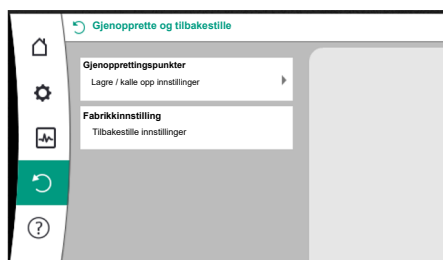 Gjenopprette og tilbakestille
Gjenopprettingspunkter
Lagre / kalle opp innstillinger
Fabrikkinnstilling
Tilbakestille innstillinger